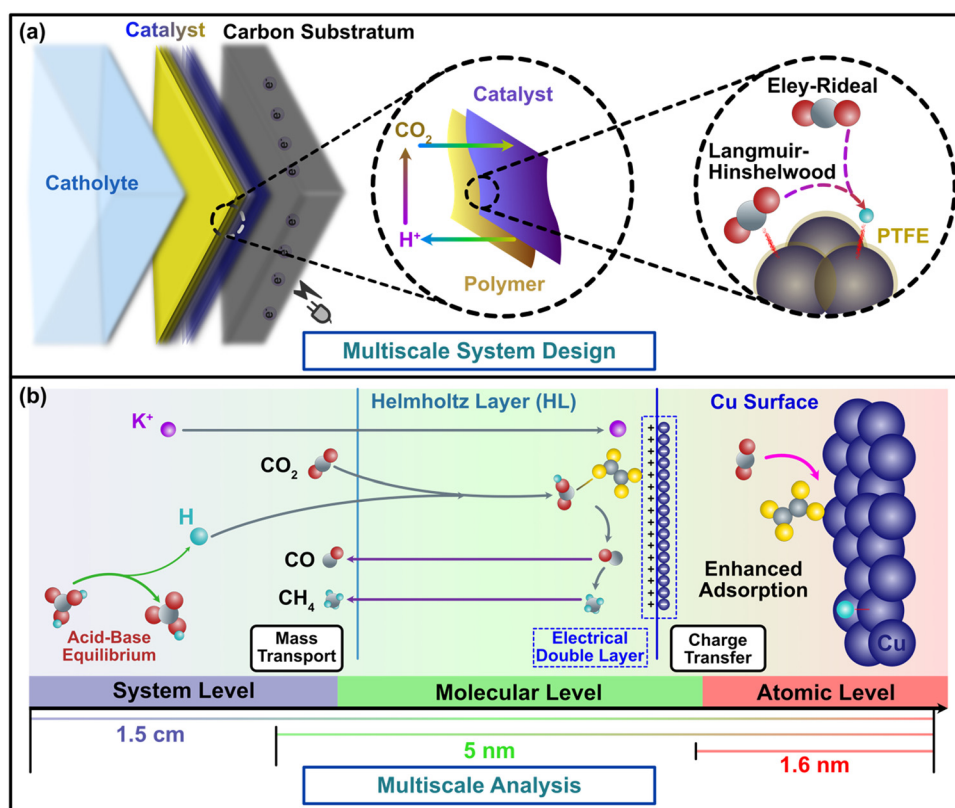 (a)
Catalyst
Carbon Substratum
Catholyte
e-
e-
e-
e-
e-
e-
e-
e-
Catalyst
CO2
H+
Polymer
Eley-Rideal
Langmuir-
Hinshelwood
PTFE
Multiscale System Design
(b)
Helmholtz Layer (HL)
Cu Surface
K+
CO2
H
CO
CH4
Acid-Base
Equilibrium
Mass
Transport
Electrical
Double Layer
Charge
Transfer
Enhanced
Adsorption
Cu
System Level
Molecular Level
Atomic Level
1.5 cm
5 nm
1.6 nm
Multiscale Analysis